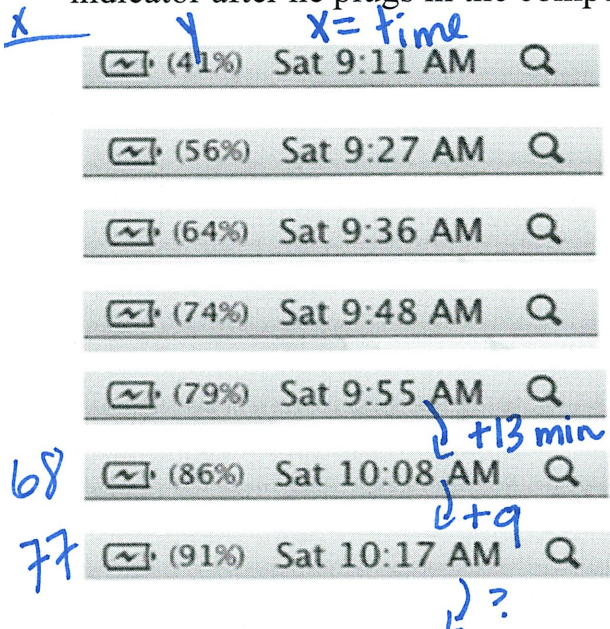 indicator after he plugs in the comp
x y x = time
(41%) Sat 9:11 AM
(56%) Sat 9:27 AM
(64%) Sat 9:36 AM
(74%) Sat 9:48 AM
(79%) Sat 9:55 AM
+13 min
68 (86%) Sat 10:08 AM
+9
77 (91%) Sat 10:17 AM
?